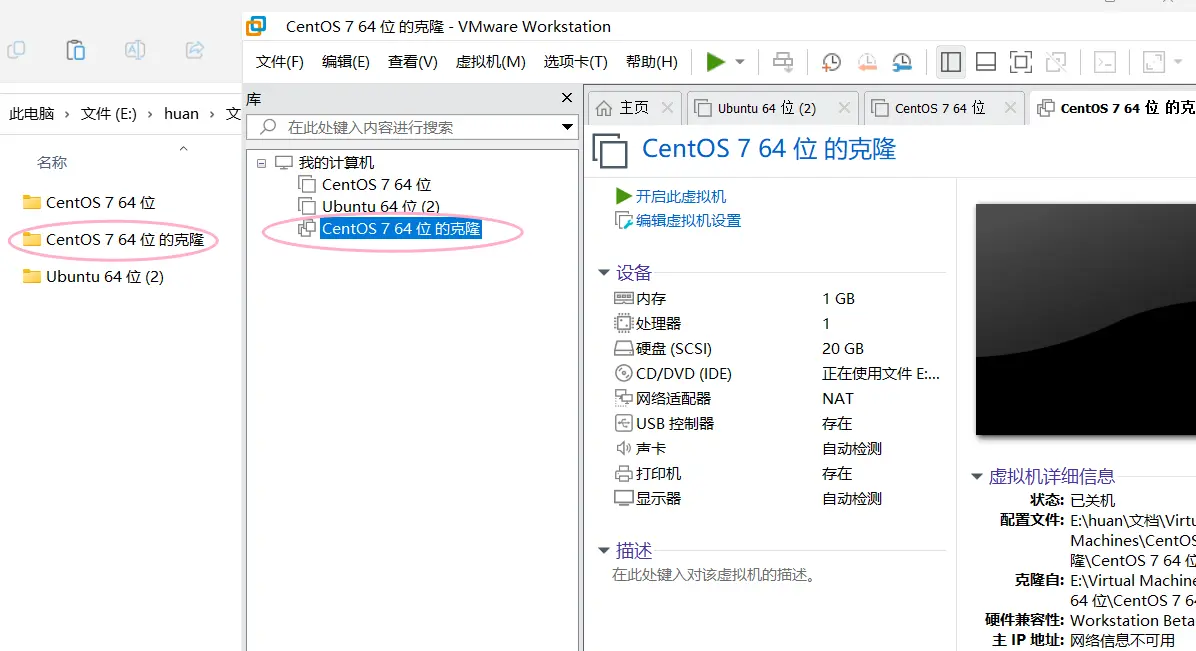 CentOS 7 64 位 的克隆 - VMware Workstation
文件(F) 编辑(E) 查看(V) 虚拟机(M) 选项卡(T) 帮助(H)
此电脑 › 文件 (E:) › huan › 文
名称
CentOS 7 64 位
CentOS 7 64 位 的克隆
Ubuntu 64 位 (2)
库
在此处键入内容进行搜索
我的计算机
CentOS 7 64 位
Ubuntu 64 位 (2)
CentOS 7 64 位 的克隆
主页 Ubuntu 64 位 (2) CentOS 7 64 位 CentOS 7 64 位 的克
CentOS 7 64 位 的克隆
开启此虚拟机
编辑虚拟机设置
设备
内存 1 GB
处理器 1
硬盘 (SCSI) 20 GB
CD/DVD (IDE) 正在使用文件 E:...
网络适配器 NAT
USB 控制器 存在
声卡 自动检测
打印机 存在
显示器 自动检测
描述
在此处键入对该虚拟机的描述。
虚拟机详细信息
状态: 已关机
配置文件: E:\huan\文档\Virtu
Machines\CentOS
隆\CentOS 7 64 位
克隆自: E:\Virtual Machine
64 位\CentOS 7 64
硬件兼容性: Workstation Beta
主 IP 地址: 网络信息不可用